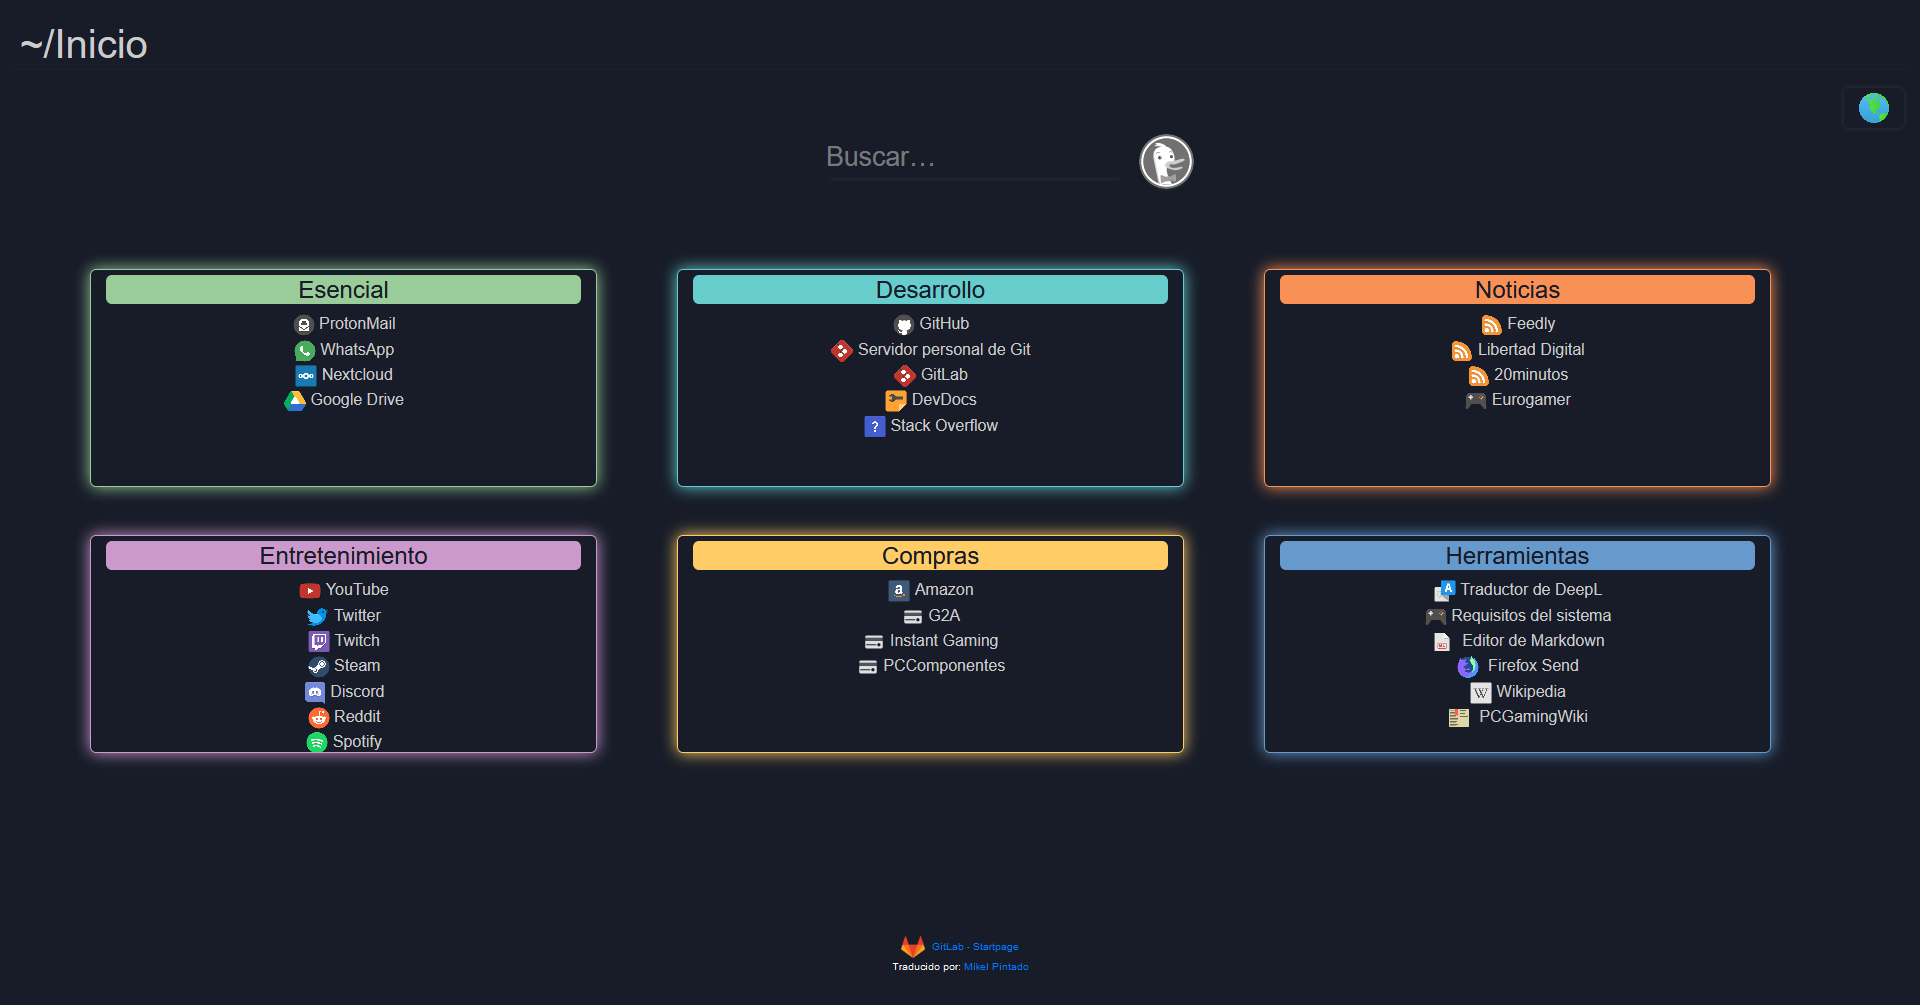 ~/Inicio
Buscar...
Esencial
ProtonMail
WhatsApp
Nextcloud
Google Drive
Desarrollo
GitHub
Servidor personal de Git
GitLab
DevDocs
Stack Overflow
Noticias
Feedly
Libertad Digital
20minutos
Eurogamer
Entretenimiento
YouTube
Twitter
Twitch
Steam
Discord
Reddit
Spotify
Compras
Amazon
G2A
Instant Gaming
PCComponentes
Herramientas
Traductor de DeepL
Requisitos del sistema
Editor de Markdown
Firefox Send
Wikipedia
PCGamingWiki
GitLab - Startpage
Traducido por: Mikel Pintado